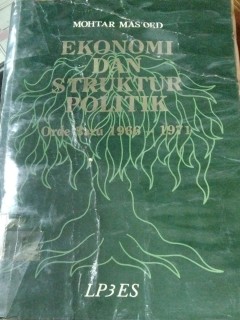 MOHTAR MAS'OED
EKONOMI
DAN
STRUKTUR
POLITIK
Orde Baru 1966 - 1971
LP3ES